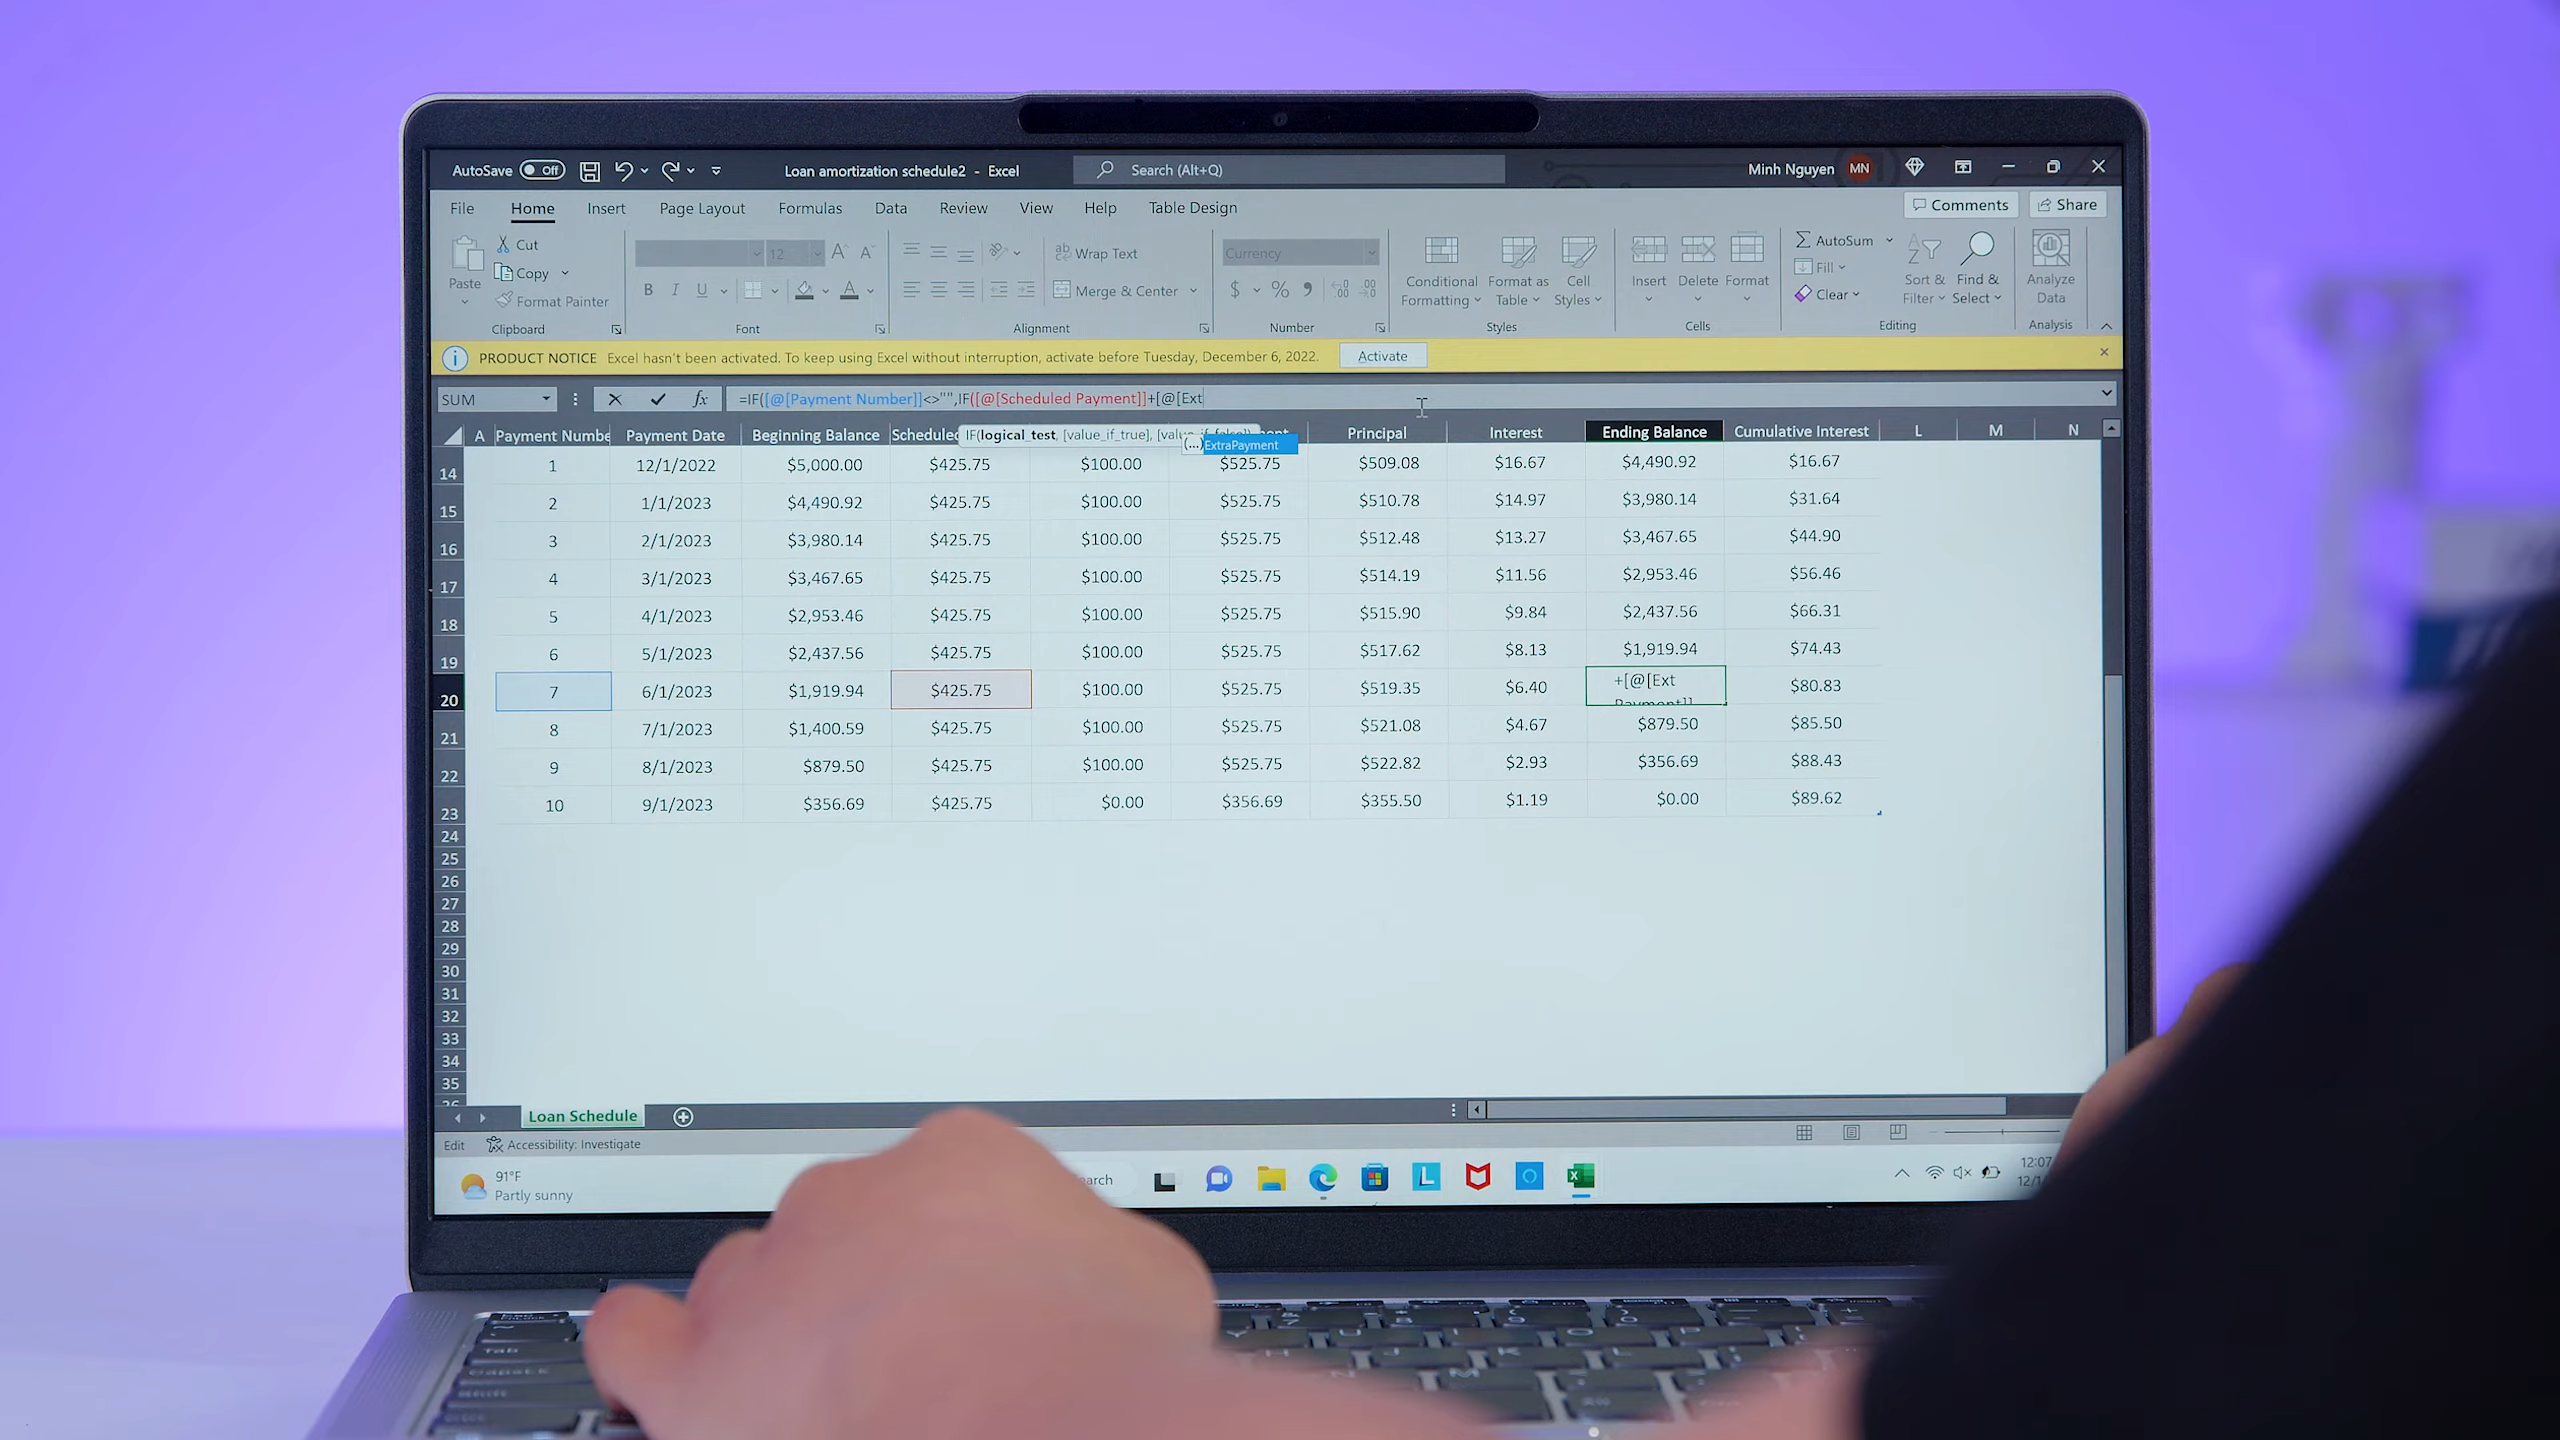 AutoSave Off Loan amortization schedule2 - Excel Search (Alt+Q) Minh Nguyen MN
File Home Insert Page Layout Formulas Data Review View Help Table Design Comments Share
Paste Cut Copy Format Painter Clipboard
12 A A B I U A Font
ab Wrap Text Merge & Center Alignment
Currency $ % Number
Conditional Formatting Format as Table Cell Styles Styles
Insert Delete Format Cells
AutoSum Fill Clear Sort & Filter Find & Select Editing
Analyze Data Analysis
PRODUCT NOTICE Excel hasn't been activated. To keep using Excel without interruption, activate before Tuesday, December 6, 2022. Activate
SUM fx =IF([@[Payment Number]]<>"",IF([@[Scheduled Payment]]+[@[Ext
IF(logical_test, [value_if_true], [value_if_false])
(...) ExtraPayment
A Payment Numbe Payment Date Beginning Balance Scheduled Principal Interest Ending Balance Cumulative Interest L M N
14 1 12/1/2022 $5,000.00 $425.75 $100.00 $525.75 $509.08 $16.67 $4,490.92 $16.67
15 2 1/1/2023 $4,490.92 $425.75 $100.00 $525.75 $510.78 $14.97 $3,980.14 $31.64
16 3 2/1/2023 $3,980.14 $425.75 $100.00 $525.75 $512.48 $13.27 $3,467.65 $44.90
17 4 3/1/2023 $3,467.65 $425.75 $100.00 $525.75 $514.19 $11.56 $2,953.46 $56.46
18 5 4/1/2023 $2,953.46 $425.75 $100.00 $525.75 $515.90 $9.84 $2,437.56 $66.31
19 6 5/1/2023 $2,437.56 $425.75 $100.00 $525.75 $517.62 $8.13 $1,919.94 $74.43
20 7 6/1/2023 $1,919.94 $425.75 $100.00 $525.75 $519.35 $6.40 +[@[Ext $80.83
Payment]]
21 8 7/1/2023 $1,400.59 $425.75 $100.00 $525.75 $521.08 $4.67 $879.50 $85.50
22 9 8/1/2023 $879.50 $425.75 $100.00 $525.75 $522.82 $2.93 $356.69 $88.43
23 10 9/1/2023 $356.69 $425.75 $0.00 $356.69 $355.50 $1.19 $0.00 $89.62
24
25
26
27
28
29
30
31
32
33
34
35
Loan Schedule
Edit Accessibility: Investigate
91°F
Partly sunny
12:07
Tab